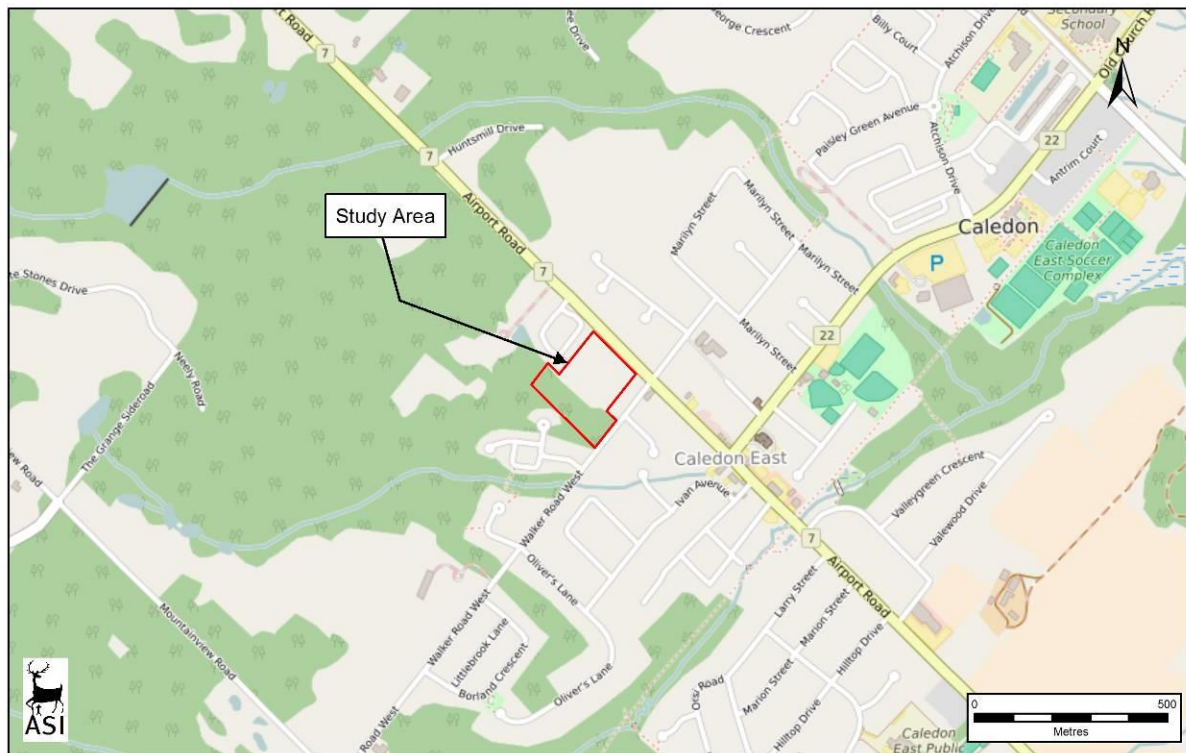 Airport Road
7
George Crescent
Billy Court
Atchison Drive
Secondary
School
Old Church R
N
Huntsmill Drive
7
Paisley Green Avenue
Atchison Drive
22
Antrim Court
Airport Road
Study Area
Marilyn Street
Marilyn Street
Marilyn Street
Caledon
P
Caledon
East Soccer
Complex
7
te Stones Drive
Neely Road
The Grange Sideroad
Marilyn Street
22
Caledon East
Ivan Avenue
Valleygreen Crescent
Valewood Drive
7
Airport Road
w Road
Mountainview Road
Walker Road West
Oliver's Lane
Walker Road West
Littlebrook Lane
Borland Crescent
Oliver's Lane
Larry Street
Marion Street
Hilltop Drive
Orsi Road
Marion Street
Hilltop Drive
Road West
Caledon
East Public
ASI
0 500
Metres